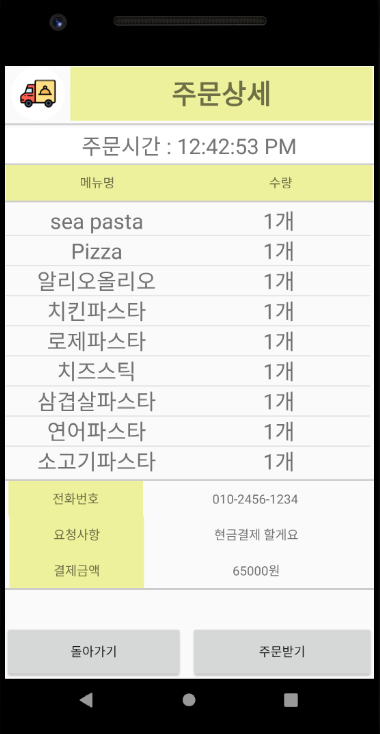 주문상세
주문시간 : 12:42:53 PM
메뉴명 수량
sea pasta 1개
Pizza 1개
알리오올리오 1개
치킨파스타 1개
로제파스타 1개
치즈스틱 1개
삼겹살파스타 1개
연어파스타 1개
소고기파스타 1개
전화번호 010-2456-1234
요청사항 현금결제 할게요
결제금액 65000원
돌아가기 주문받기